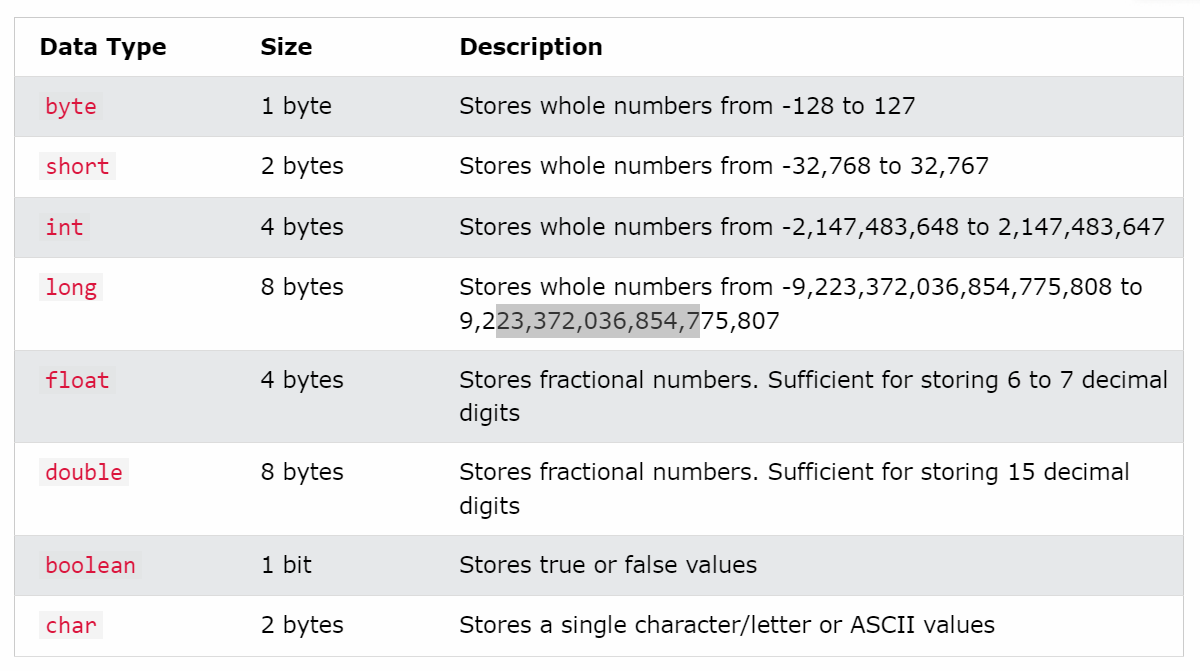 Data Type Size Description
byte 1 byte Stores whole numbers from -128 to 127
short 2 bytes Stores whole numbers from -32,768 to 32,767
int 4 bytes Stores whole numbers from -2,147,483,648 to 2,147,483,647
long 8 bytes Stores whole numbers from -9,223,372,036,854,775,808 to
9,223,372,036,854,775,807
float 4 bytes Stores fractional numbers. Sufficient for storing 6 to 7 decimal
digits
double 8 bytes Stores fractional numbers. Sufficient for storing 15 decimal
digits
boolean 1 bit Stores true or false values
char 2 bytes Stores a single character/letter or ASCII values